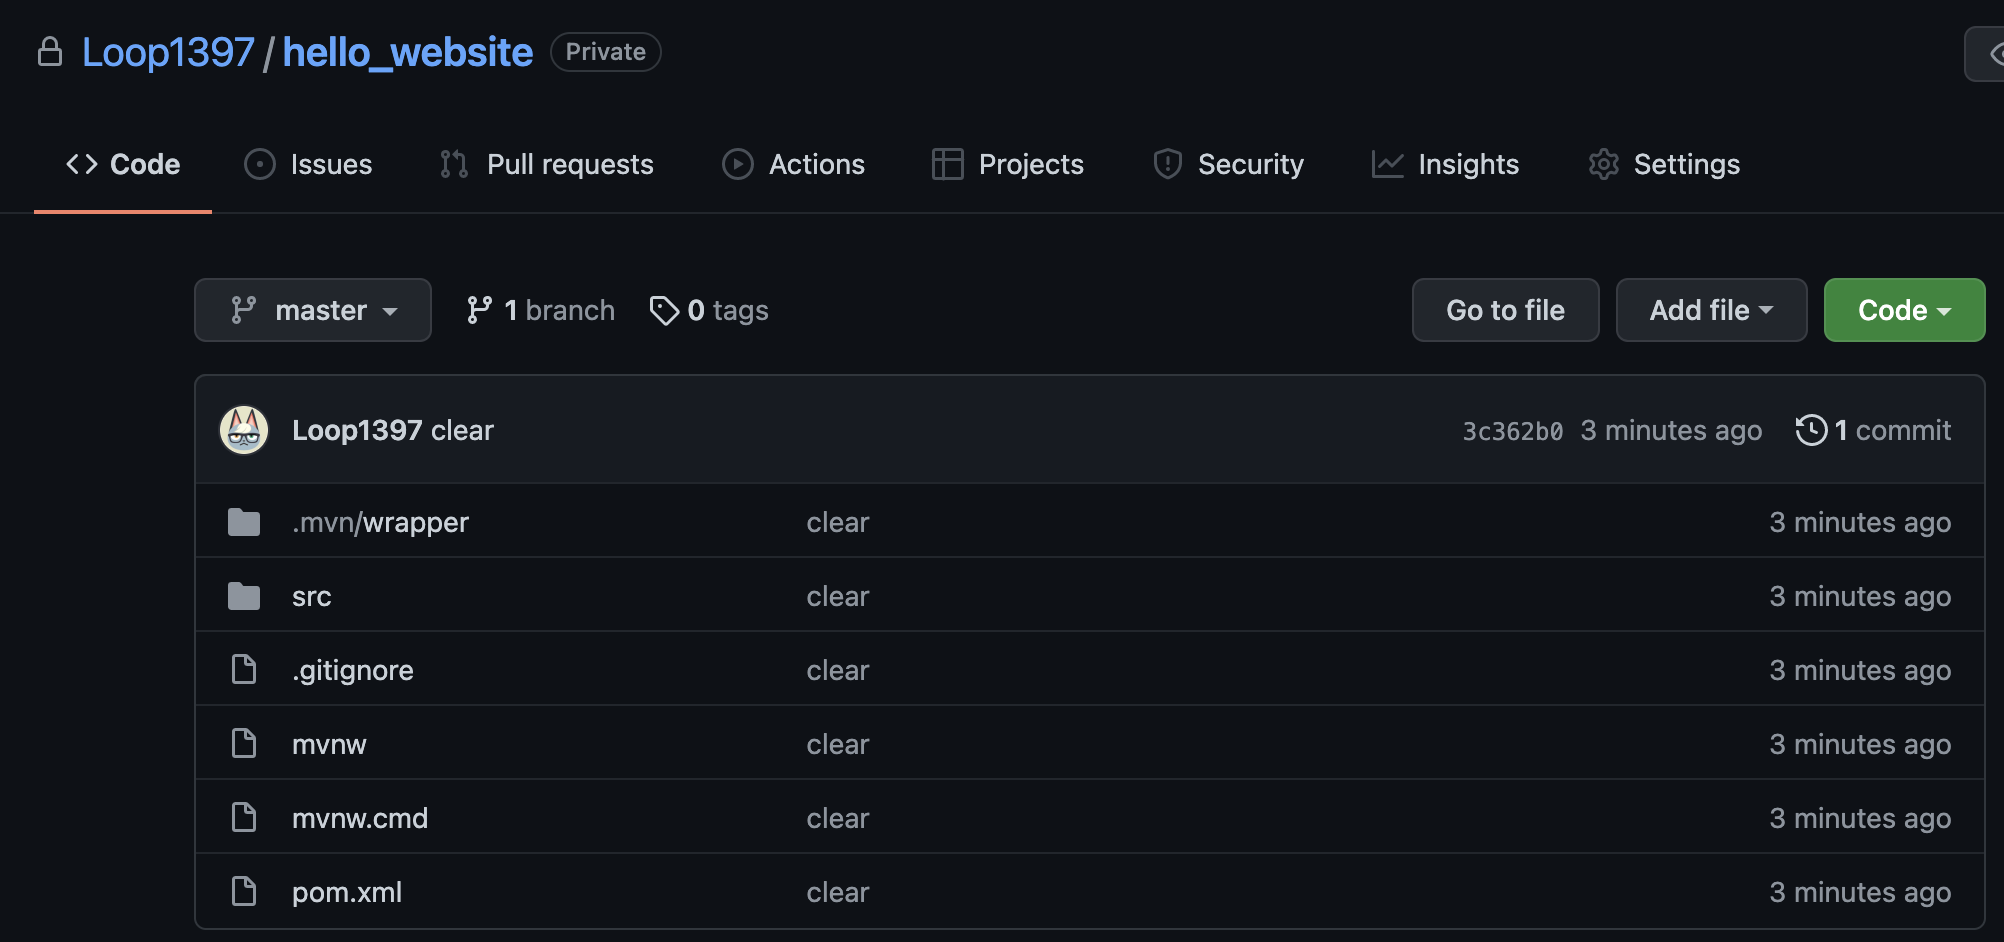 Loop1397 / hello_website Private
Code Issues Pull requests Actions Projects Security Insights Settings
master 1 branch 0 tags Go to file Add file Code
Loop1397 clear 3c362b0 3 minutes ago 1 commit
.mvn/wrapper clear 3 minutes ago
src clear 3 minutes ago
.gitignore clear 3 minutes ago
mvnw clear 3 minutes ago
mvnw.cmd clear 3 minutes ago
pom.xml clear 3 minutes ago